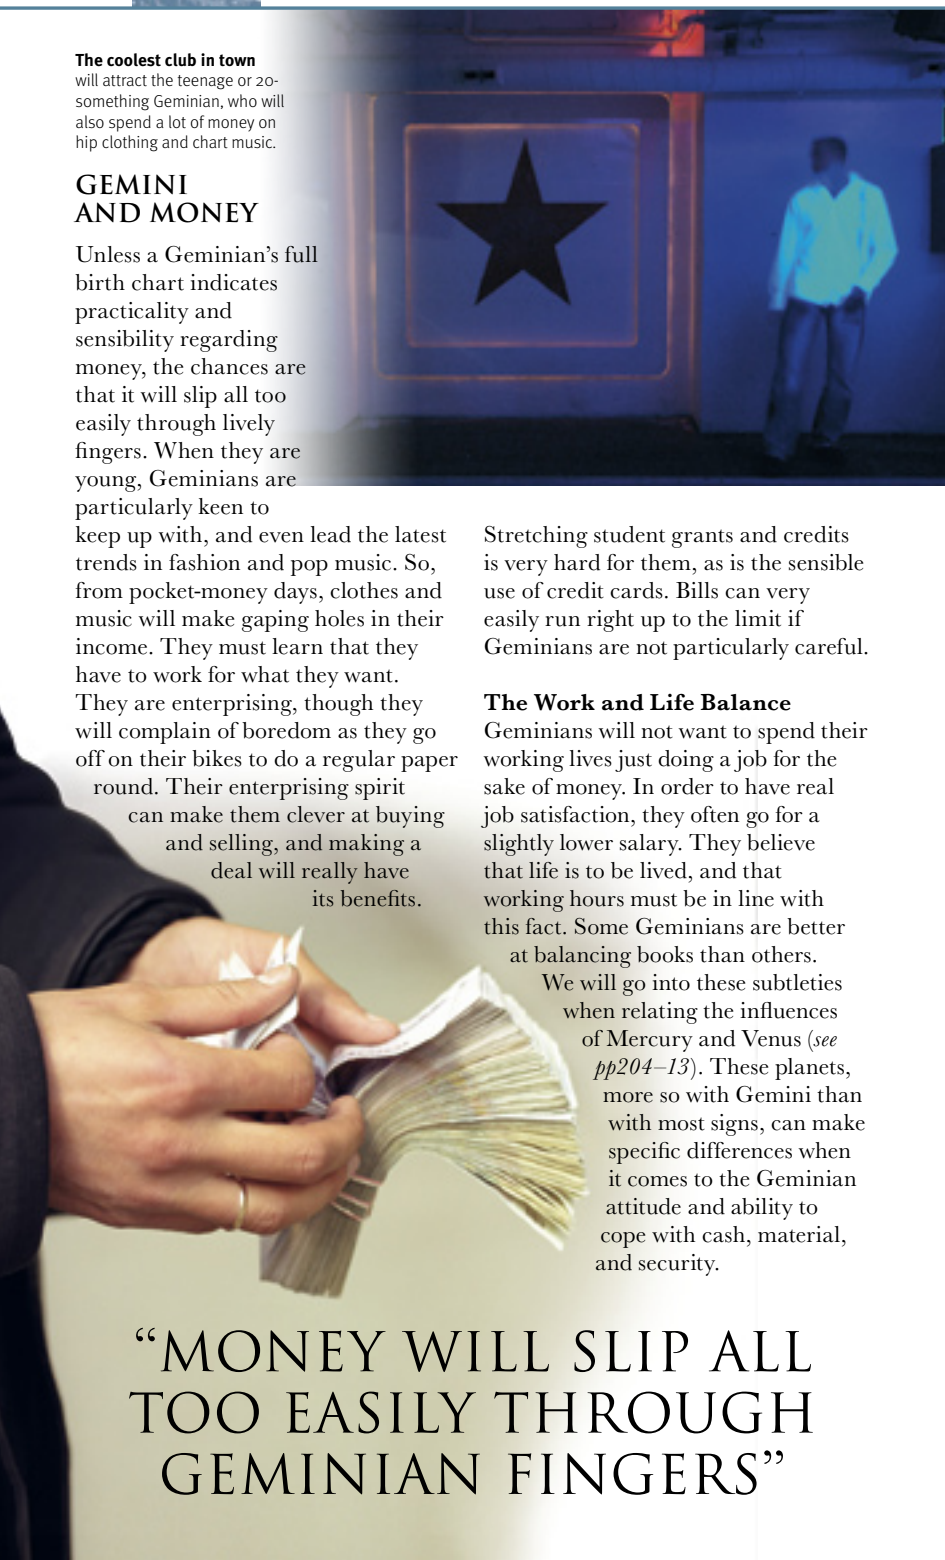 The coolest club in town
will attract the teenage or 20-
something Geminian, who will
also spend a lot of money on
hip clothing and chart music.
GEMINI
AND MONEY
Unless a Geminian’s full
birth chart indicates
practicality and
sensibility regarding
money, the chances are
that it will slip all too
easily through lively
fingers. When they are
young, Geminians are
particularly keen to
keep up with, and even lead the latest
trends in fashion and pop music. So,
from pocket-money days, clothes and
music will make gaping holes in their
income. They must learn that they
have to work for what they want.
They are enterprising, though they
will complain of boredom as they go
off on their bikes to do a regular paper
round. Their enterprising spirit
can make them clever at buying
and selling, and making a
deal will really have
its benefits.
Stretching student grants and credits
is very hard for them, as is the sensible
use of credit cards. Bills can very
easily run right up to the limit if
Geminians are not particularly careful.
The Work and Life Balance
Geminians will not want to spend their
working lives just doing a job for the
sake of money. In order to have real
job satisfaction, they often go for a
slightly lower salary. They believe
that life is to be lived, and that
working hours must be in line with
this fact. Some Geminians are better
at balancing books than others.
We will go into these subtleties
when relating the influences
of Mercury and Venus (see
pp204–13). These planets,
more so with Gemini than
with most signs, can make
specific differences when
it comes to the Geminian
attitude and ability to
cope with cash, material,
and security.
“MONEY WILL SLIP ALL
TOO EASILY THROUGH
GEMINIAN FINGERS”